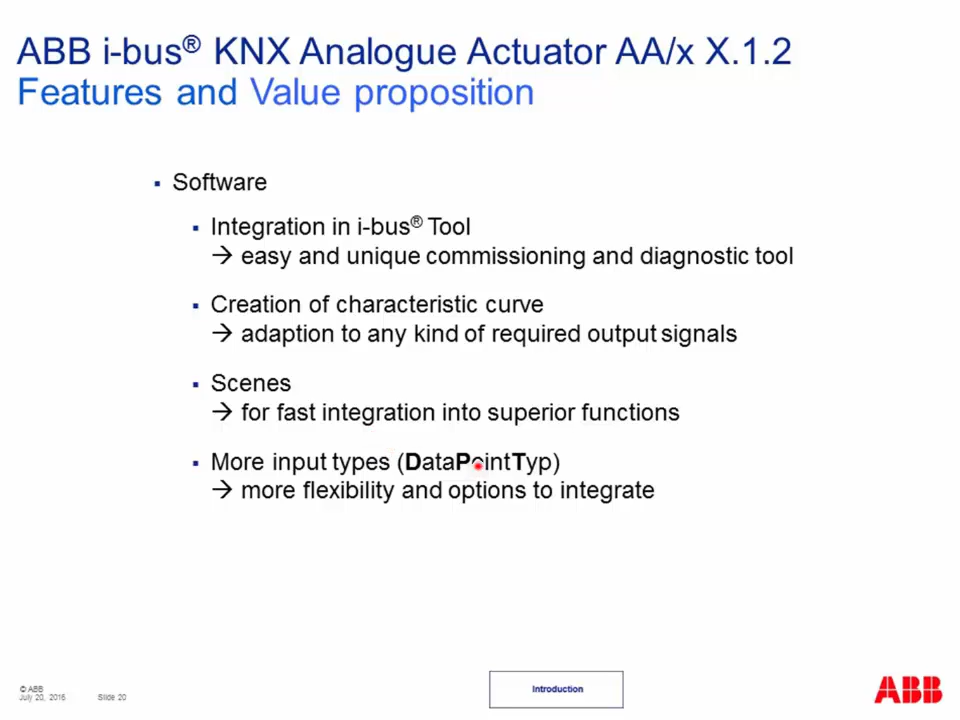 ABB i-bus® KNX Analogue Actuator AA/x X.1.2
Features and Value proposition
▪ Software
▪ Integration in i-bus® Tool
→ easy and unique commissioning and diagnostic tool
▪ Creation of characteristic curve
→ adaption to any kind of required output signals
▪ Scenes
→ for fast integration into superior functions
▪ More input types (DataPointTyp)
→ more flexibility and options to integrate
© ABB
July 20, 2016 Slide 20
Introduction
ABB